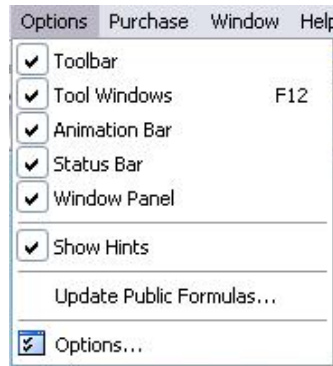 Options Purchase Window Help
Toolbar
Tool Windows F12
Animation Bar
Status Bar
Window Panel
Show Hints
Update Public Formulas...
Options...